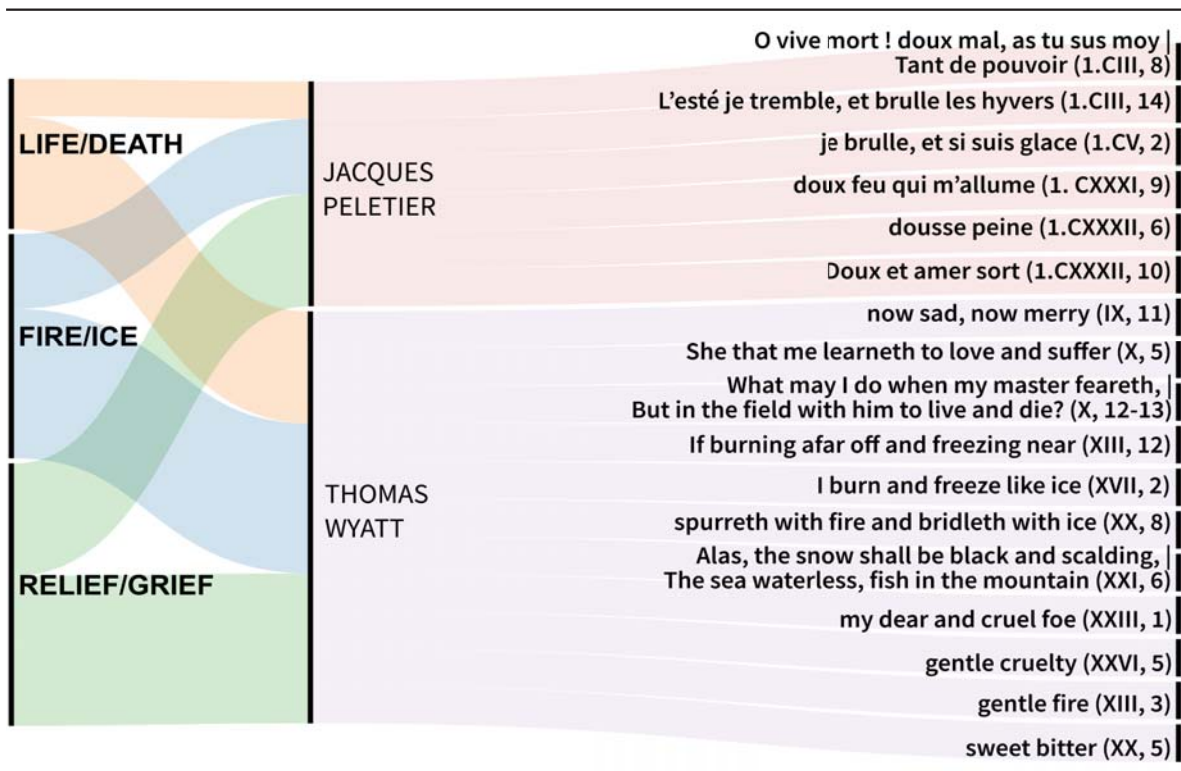 LIFE/DEATH
FIRE/ICE
RELIEF/GRIEF
JACQUES
PELETIER
THOMAS
WYATT
O vive mort ! doux mal, as tu sus moy |
Tant de pouvoir (1.CIII, 8)
L’esté je tremble, et brulle les hyvers (1.CIII, 14)
je brulle, et si suis glace (1.CV, 2)
doux feu qui m’allume (1. CXXXI, 9)
dousse peine (1.CXXXII, 6)
Doux et amer sort (1.CXXXII, 10)
now sad, now merry (IX, 11)
She that me learneth to love and suffer (X, 5)
What may I do when my master feareth, |
But in the field with him to live and die? (X, 12-13)
If burning afar off and freezing near (XIII, 12)
I burn and freeze like ice (XVII, 2)
spurreth with fire and bridleth with ice (XX, 8)
Alas, the snow shall be black and scalding, |
The sea waterless, fish in the mountain (XXI, 6)
my dear and cruel foe (XXIII, 1)
gentle cruelty (XXVI, 5)
gentle fire (XIII, 3)
sweet bitter (XX, 5)